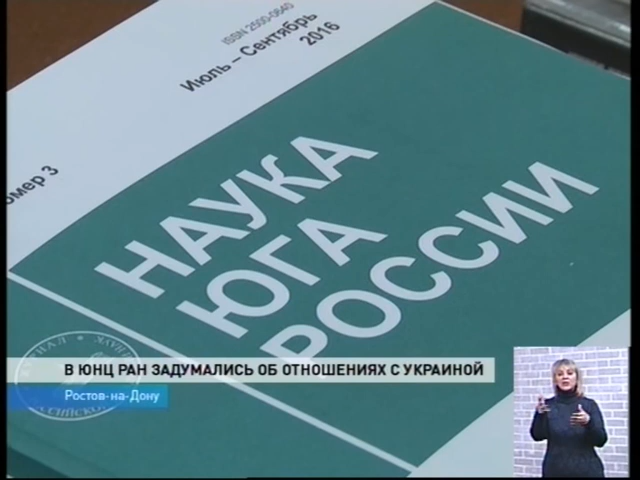 ISSN 2500-0640
Июль – Сентябрь
2016
Номер 3
НАУКА
ЮГА
РОССИИ
В ЮНЦ РАН ЗАДУМАЛИСЬ ОБ ОТНОШЕНИЯХ С УКРАИНОЙ
Ростов-на-Дону